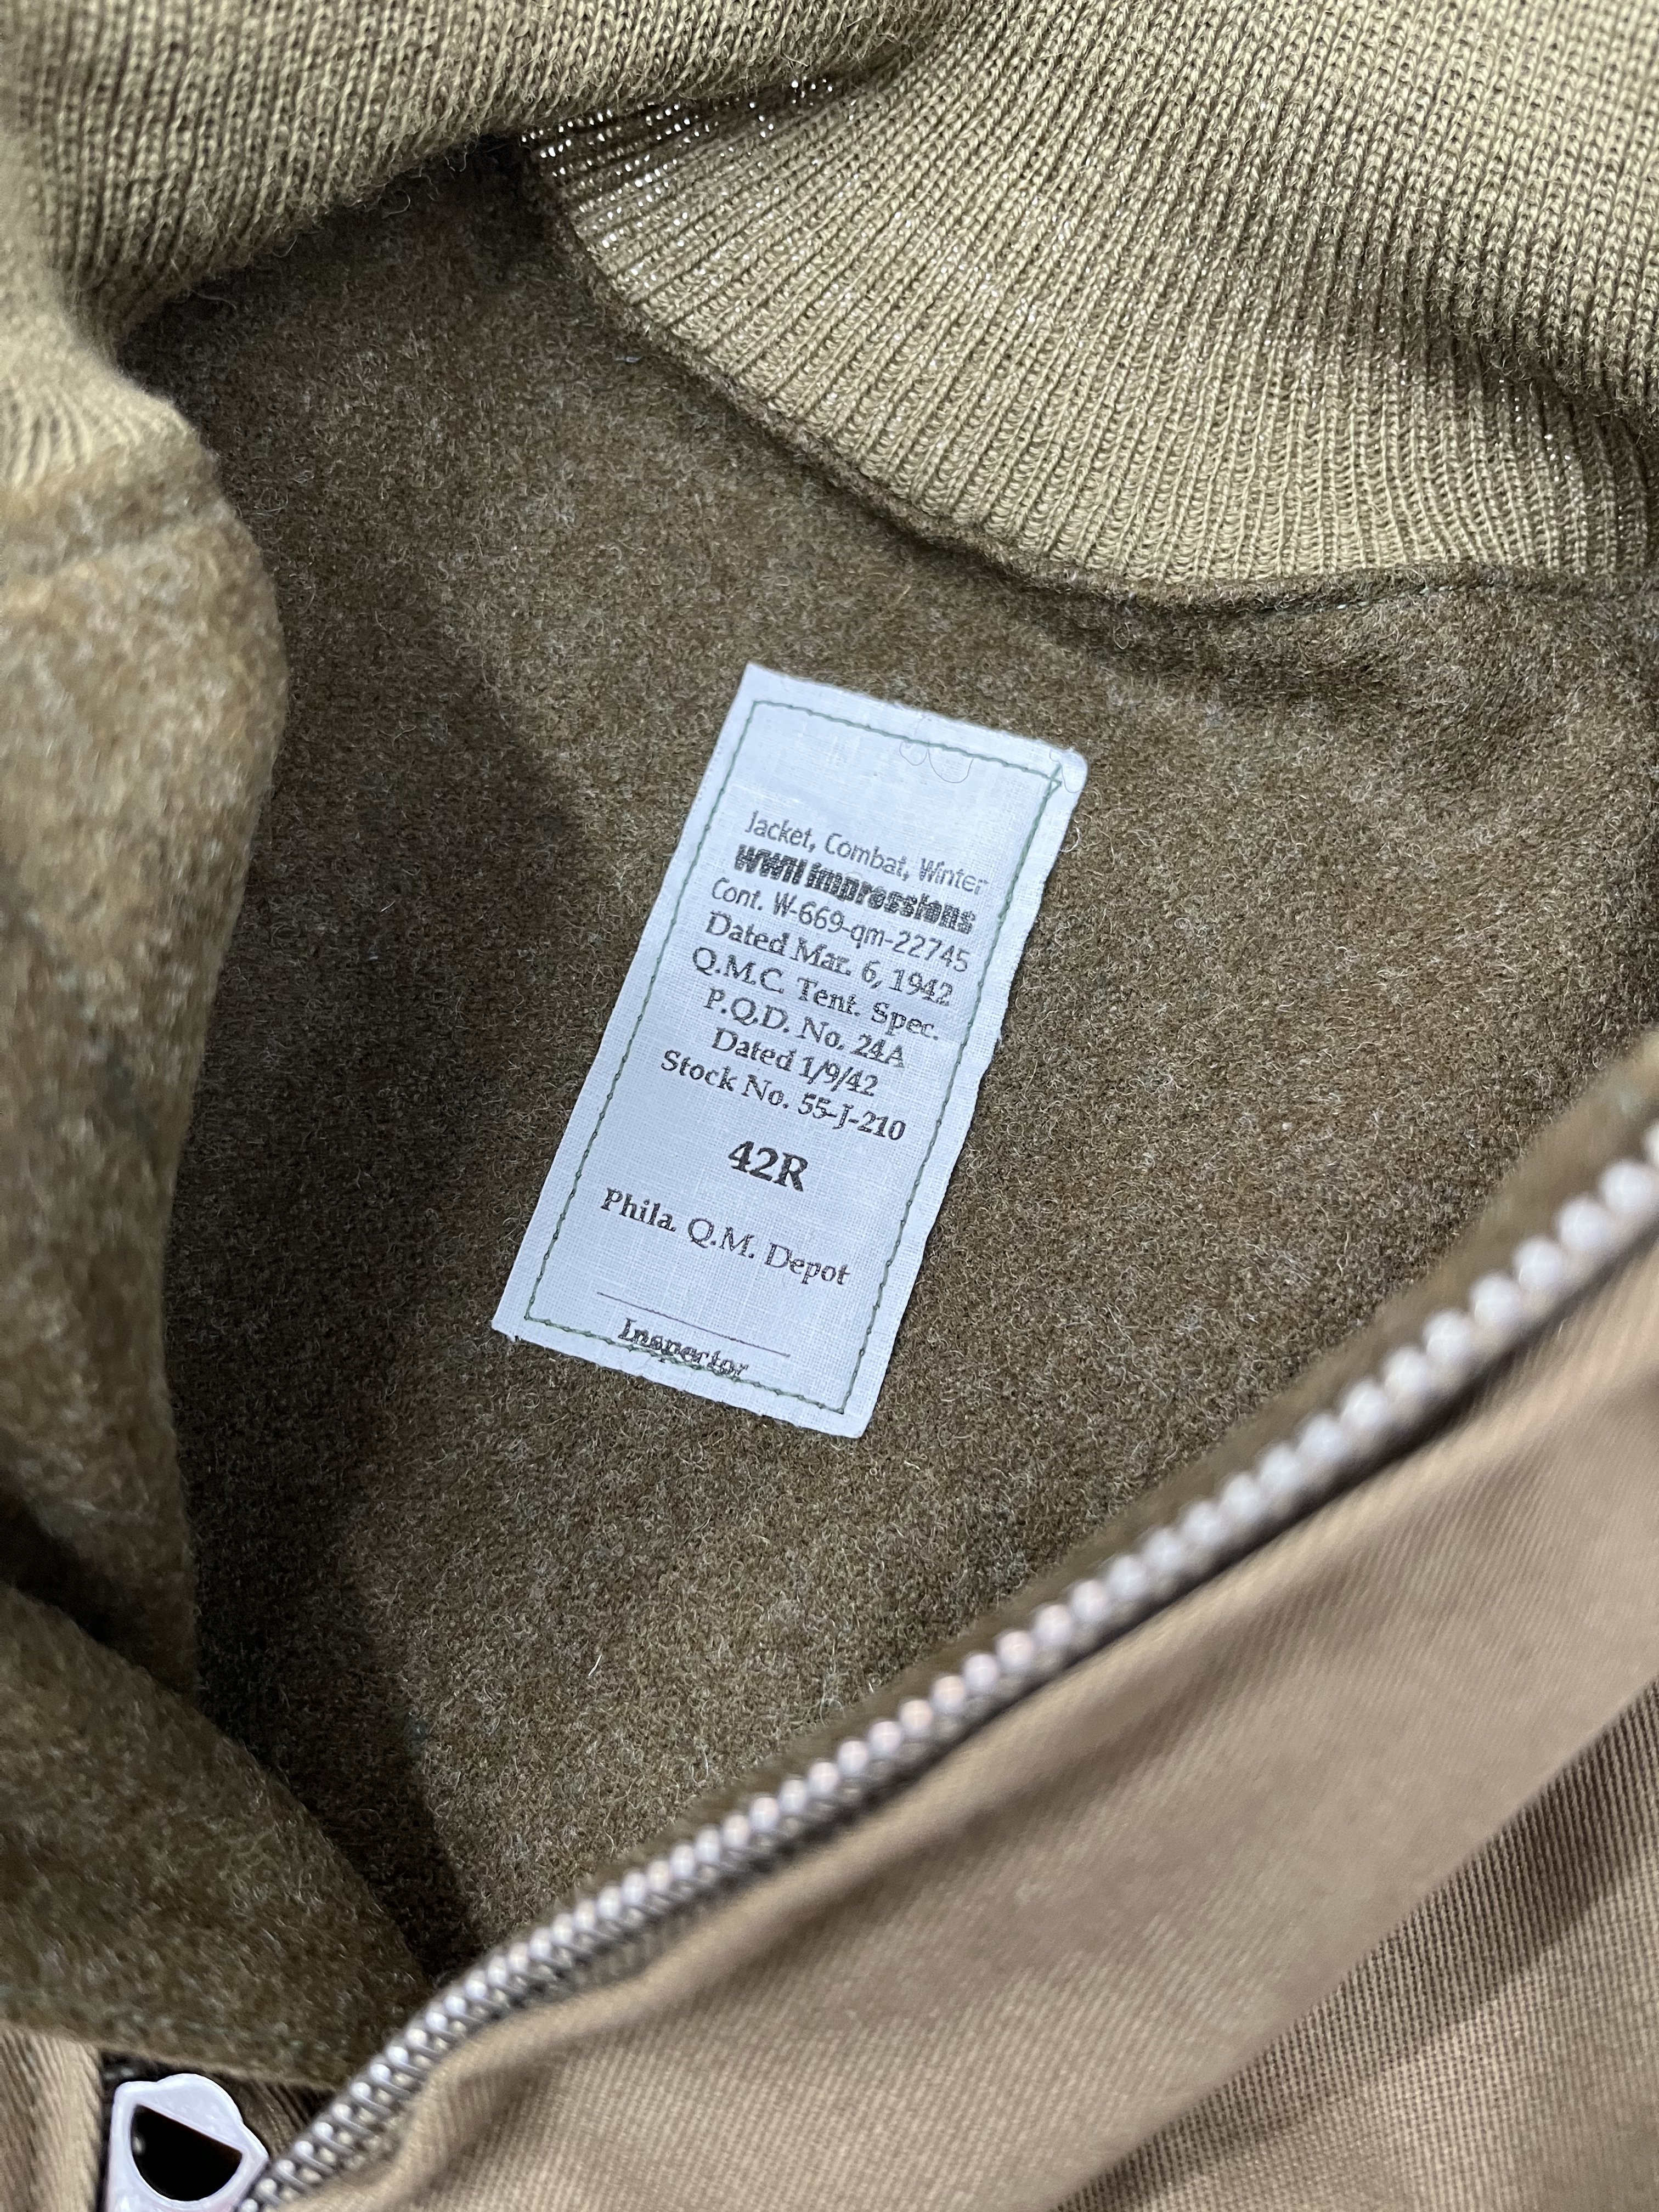 Jacket, Combat, Winter
WWII Impressions
Cont. W-669-qm-22745
Dated Mar. 6, 1942
Q.M.C. Tent. Spec.
P.Q.D. No. 24A
Dated 1/9/42
Stock No. 55-J-210
42R
Phila. Q.M. Depot
Inspector